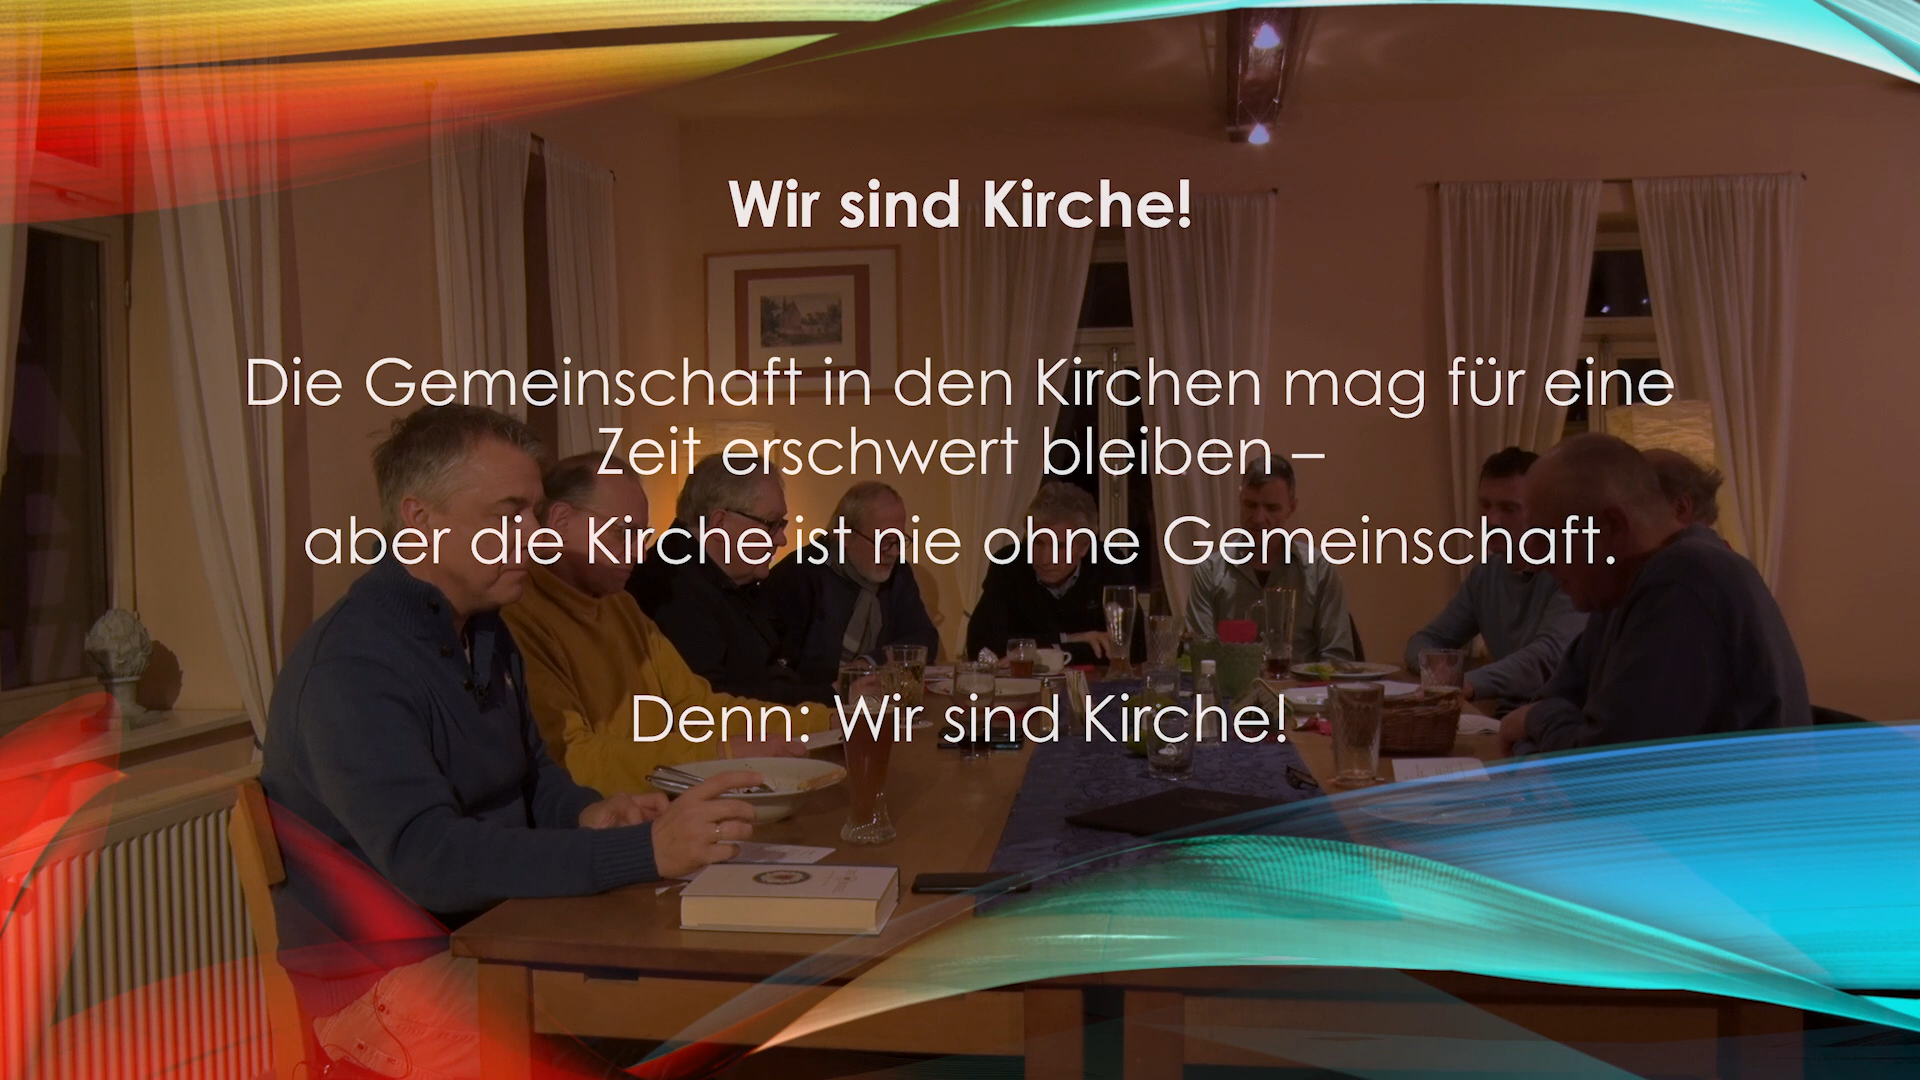 Wir sind Kirche!
Die Gemeinschaft in den Kirchen mag für eine
Zeit erschwert bleiben –
aber die Kirche ist nie ohne Gemeinschaft.
Denn: Wir sind Kirche!